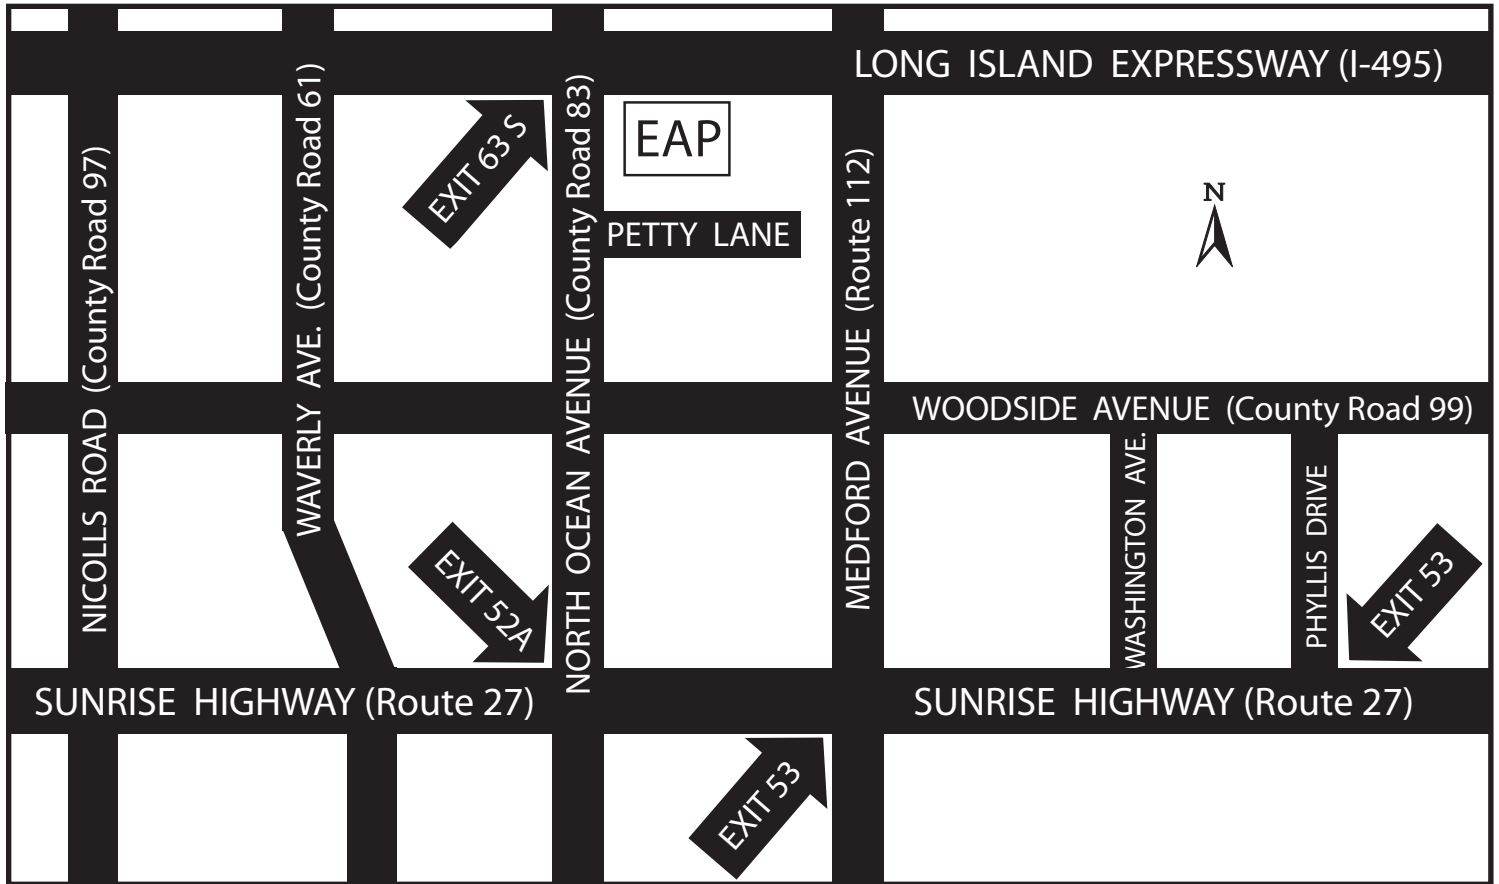 LONG ISLAND EXPRESSWAY (I-495)
EXIT 63 S
EAP
N
PETTY LANE
NICOLLS ROAD (County Road 97)
WAVERLY AVE. (County Road 61)
NORTH OCEAN AVENUE (County Road 83)
MEDFORD AVENUE (Route 112)
WOODSIDE AVENUE (County Road 99)
WASHINGTON AVE.
PHYLLIS DRIVE
EXIT 52A
EXIT 53
SUNRISE HIGHWAY (Route 27)
SUNRISE HIGHWAY (Route 27)
EXIT 53